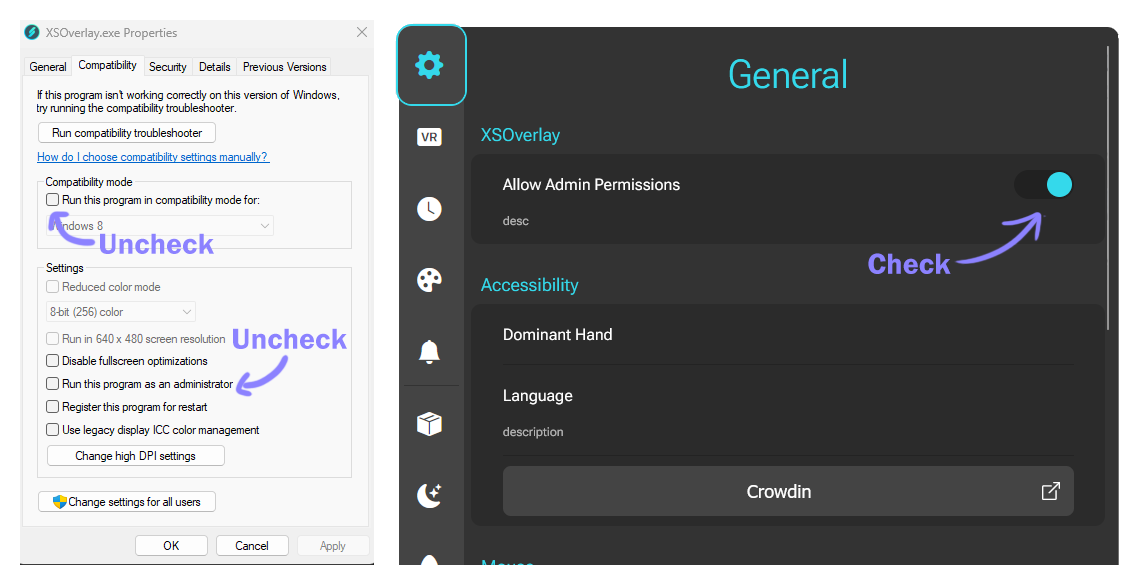 XSOverlay.exe Properties
General Compatibility Security Details Previous Versions
If this program isn't working correctly on this version of Windows,
try running the compatibility troubleshooter.
Run compatibility troubleshooter
How do I choose compatibility settings manually?
Compatibility mode
Run this program in compatibility mode for:
8
Uncheck
Settings
Reduced color mode
8-bit (256) color
Run in 640 x 480 screen resolution
Uncheck
Disable fullscreen optimizations
Run this program as an administrator
Register this program for restart
Use legacy display ICC color management
Change high DPI settings
Change settings for all users
OK Cancel Apply
VR
General
XSOverlay
Allow Admin Permissions
desc
Check
Accessibility
Dominant Hand
Language
description
Crowdin